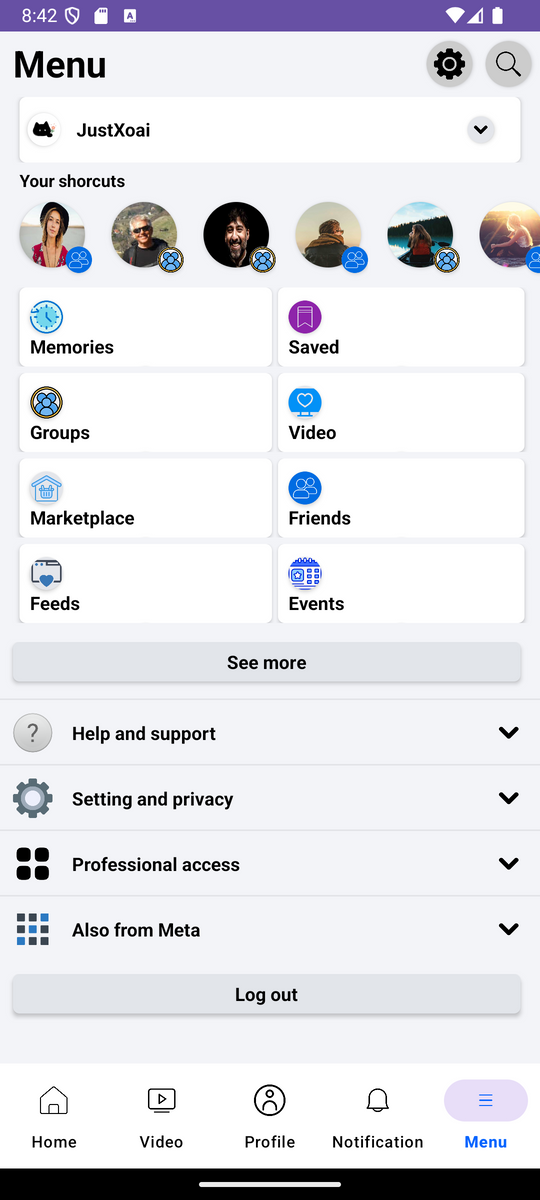 8:42
Menu
JustXoai
Your shorcuts
Memories
Saved
Groups
Video
Marketplace
Friends
Feeds
Events
See more
? Help and support
Setting and privacy
Professional access
Also from Meta
Log out
Home Video Profile Notification Menu